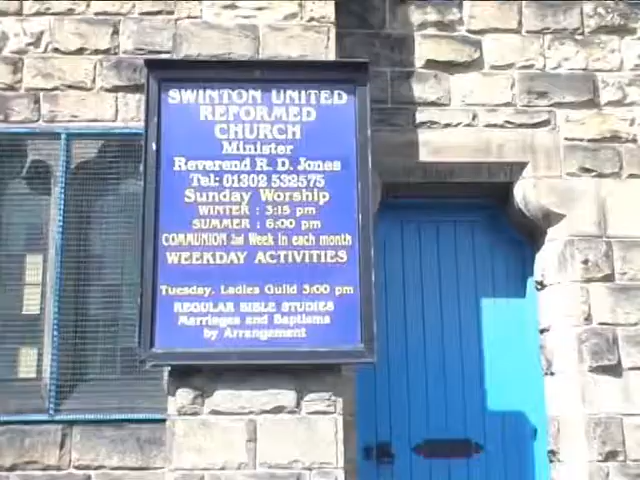 SWINTON UNITED
REFORMED
CHURCH
Minister
Reverend R. D. Jones
Tel: 01302 532575
Sunday Worship
WINTER : 3:15 pm
SUMMER : 6:00 pm
COMMUNION 2nd Week in each month
WEEKDAY ACTIVITIES
Tuesday, Ladies Guild 3:00 pm
REGULAR BIBLE STUDIES
Marriages and Baptisms
by Arrangement